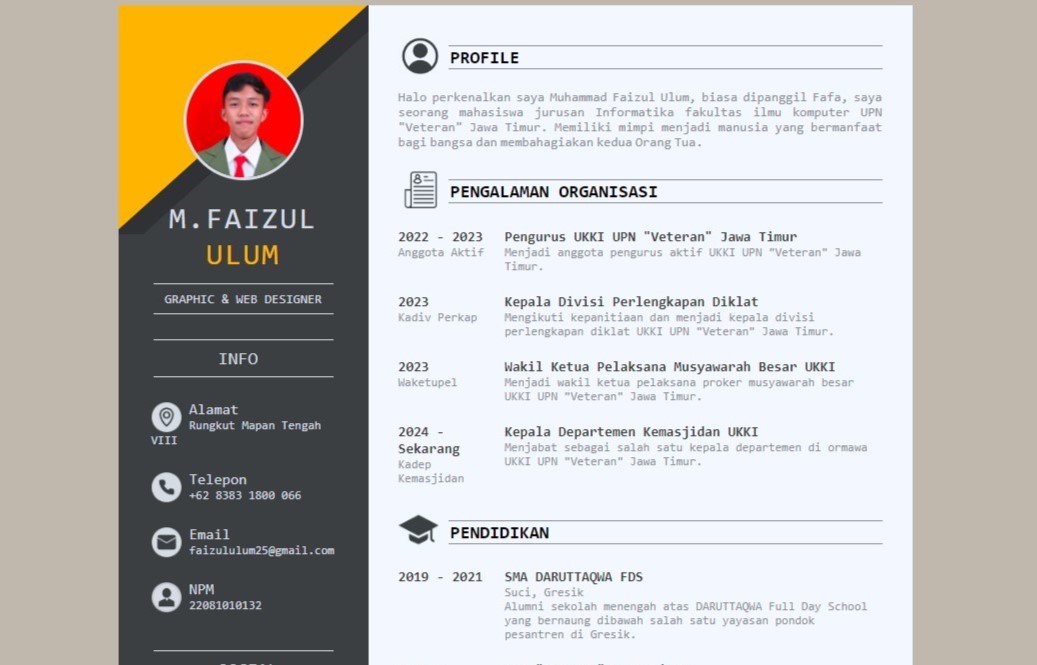 M.FAIZUL
ULUM
GRAPHIC & WEB DESIGNER
INFO
Alamat
Rungkut Mapan Tengah
VIII
Telepon
+62 8383 1800 066
Email
faizululum25@gmail.com
NPM
22081010132
PROFILE
Halo perkenalkan saya Muhammad Faizul Ulum, biasa dipanggil Fafa, saya
seorang mahasiswa jurusan Informatika fakultas ilmu komputer UPN
"Veteran" Jawa Timur. Memiliki mimpi menjadi manusia yang bermanfaat
bagi bangsa dan membahagiakan kedua Orang Tua.
PENGALAMAN ORGANISASI
2022 - 2023
Anggota Aktif
Pengurus UKKI UPN "Veteran" Jawa Timur
Menjadi anggota pengurus aktif UKKI UPN "Veteran" Jawa
Timur.
2023
Kadiv Perkap
Kepala Divisi Perlengkapan Diklat
Mengikuti kepanitiaan dan menjadi kepala divisi
perlengkapan diklat UKKI UPN "Veteran" Jawa Timur.
2023
Waketupel
Wakil Ketua Pelaksana Musyawarah Besar UKKI
Menjadi wakil ketua pelaksana proker musyawarah besar
UKKI UPN "Veteran" Jawa Timur.
2024 -
Sekarang
Kadep
Kemasjidan
Kepala Departemen Kemasjidan UKKI
Menjabat sebagai salah satu kepala departemen di ormawa
UKKI UPN "Veteran" Jawa Timur.
PENDIDIKAN
2019 - 2021
SMA DARUTTAQWA FDS
Suci, Gresik
Alumni sekolah menengah atas DARUTTAQWA Full Day School
yang bernaung dibawah salah satu yayasan pondok
pesantren di Gresik.